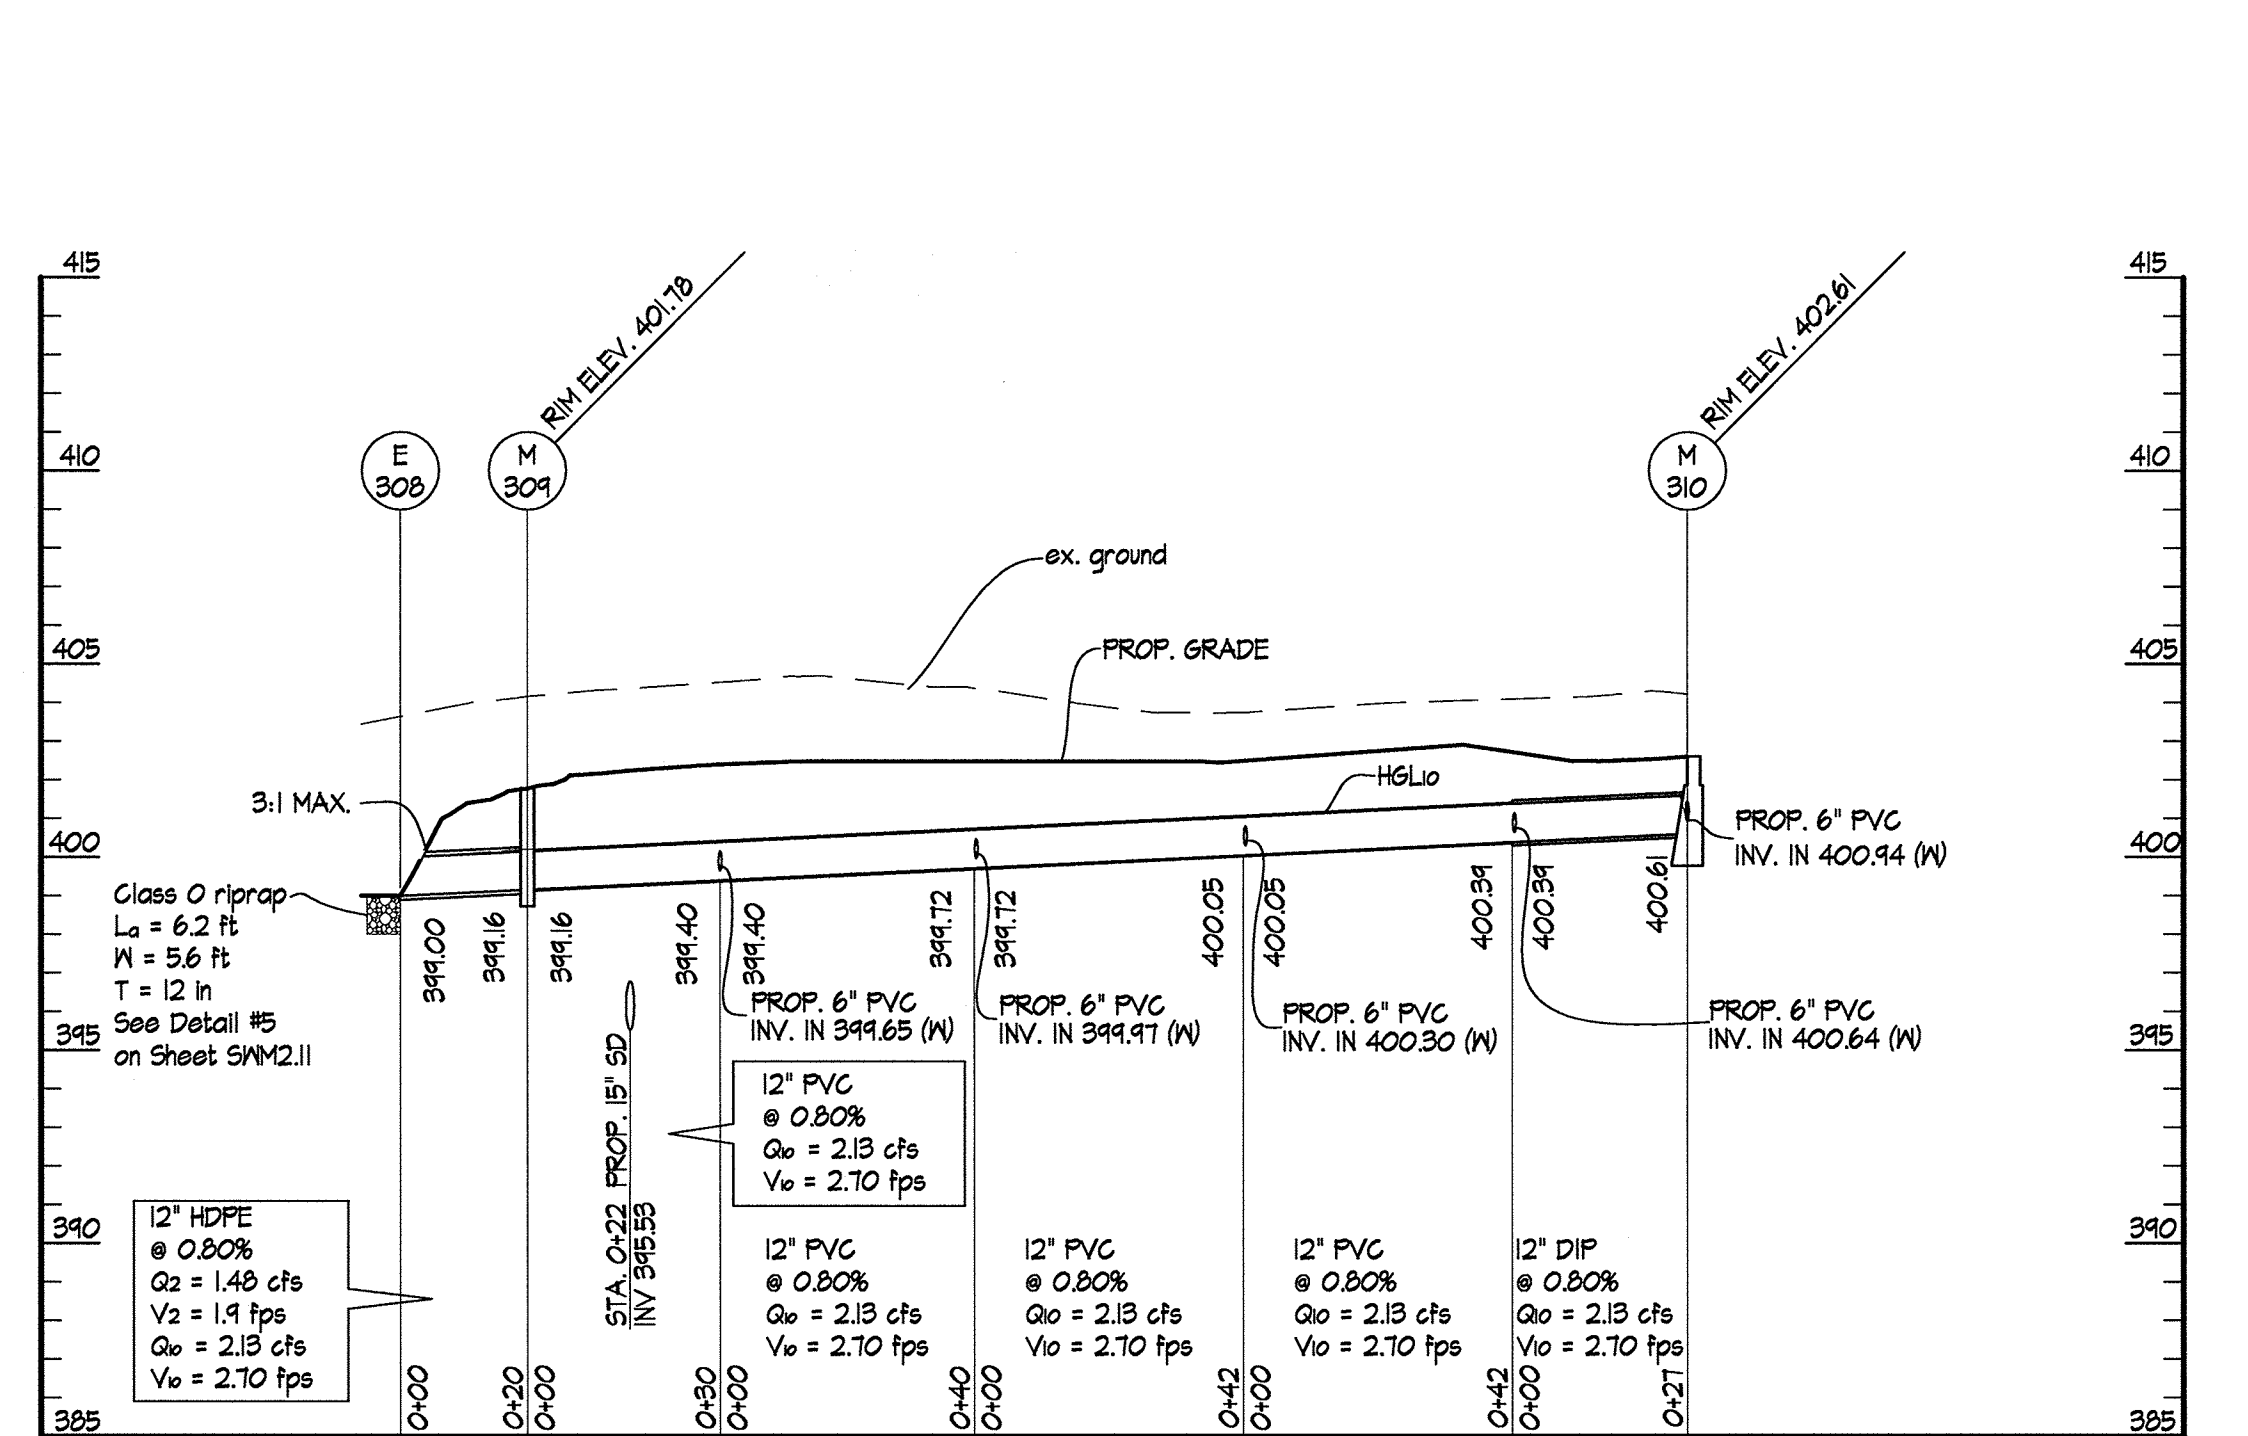 415
415
RIM ELEV. 401.78
RIM ELEV. 402.61
410
410
E
308
M
309
M
310
ex. ground
405
405
PROP. GRADE
3:1 MAX.
HGL10
400
400
PROP. 6" PVC
INV. IN 400.94 (W)
Class 0 riprap
La = 6.2 ft
W = 5.6 ft
T = 12 in
See Detail #5
on Sheet SWM2.11
399.00
399.16
399.16
399.40
399.40
399.72
399.72
400.05
400.05
400.39
400.39
400.61
PROP. 6" PVC
INV. IN 399.65 (W)
PROP. 6" PVC
INV. IN 399.97 (W)
PROP. 6" PVC
INV. IN 400.30 (W)
PROP. 6" PVC
INV. IN 400.64 (W)
395
395
STA. 0+22 PROP. 15" SD
INV 395.53
12" PVC
@ 0.80%
Q10 = 2.13 cfs
V10 = 2.70 fps
390
390
12" HDPE
@ 0.80%
Q2 = 1.48 cfs
V2 = 1.9 fps
Q10 = 2.13 cfs
V10 = 2.70 fps
12" PVC
@ 0.80%
Q10 = 2.13 cfs
V10 = 2.70 fps
12" PVC
@ 0.80%
Q10 = 2.13 cfs
V10 = 2.70 fps
12" PVC
@ 0.80%
Q10 = 2.13 cfs
V10 = 2.70 fps
12" DIP
@ 0.80%
Q10 = 2.13 cfs
V10 = 2.70 fps
385
385
0+00
0+20
0+00
0+30
0+00
0+40
0+00
0+42
0+00
0+42
0+00
0+27